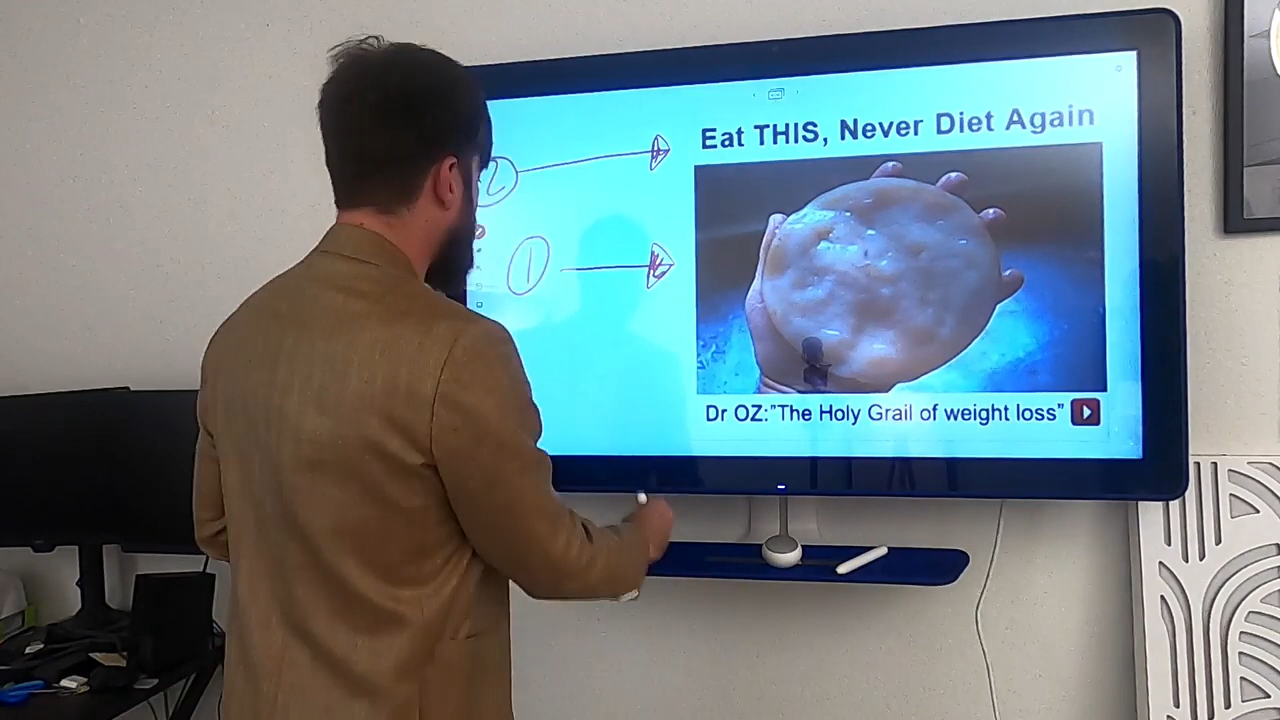 Eat THIS, Never Diet Again
2
1
Dr OZ:"The Holy Grail of weight loss"